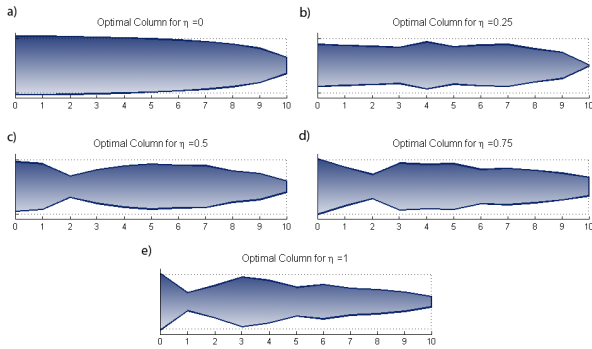 a)
Optimal Column for η =0
0 1 2 3 4 5 6 7 8 9 10
b)
Optimal Column for η =0.25
0 1 2 3 4 5 6 7 8 9 10
c)
Optimal Column for η =0.5
0 1 2 3 4 5 6 7 8 9 10
d)
Optimal Column for η =0.75
0 1 2 3 4 5 6 7 8 9 10
e)
Optimal Column for η =1
0 1 2 3 4 5 6 7 8 9 10